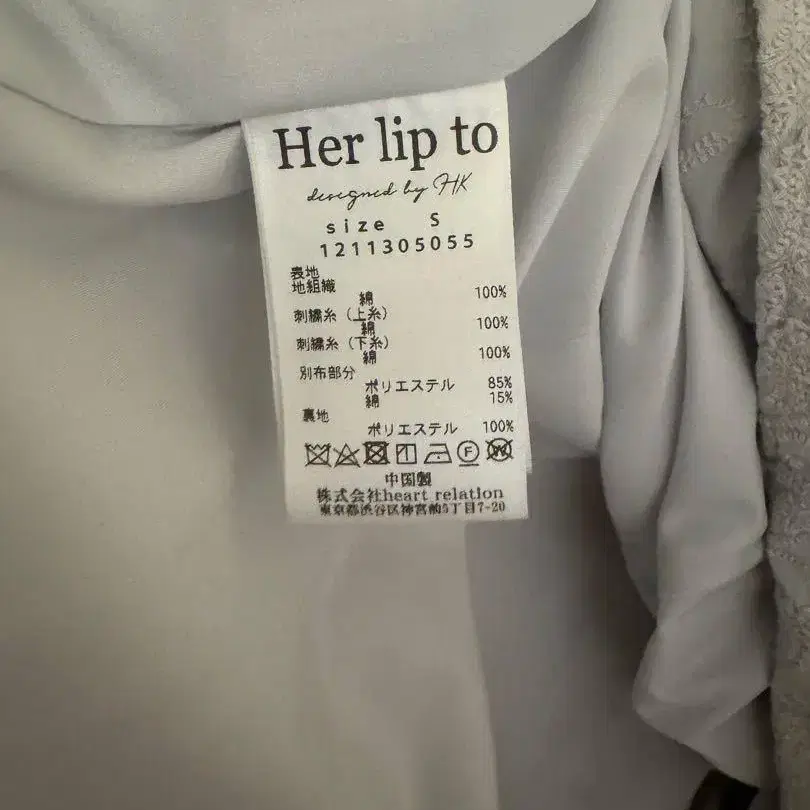 Her lip to
designed by HK
size S
1211305055
表地
地組織
綿 100%
刺繍糸（上糸）
綿 100%
刺繍糸（下糸）
綿 100%
別布部分
ポリエステル 85%
綿 15%
裏地
ポリエステル 100%
F W
中国製
株式会社heart relation
東京都渋谷区神宮前5丁目7-20